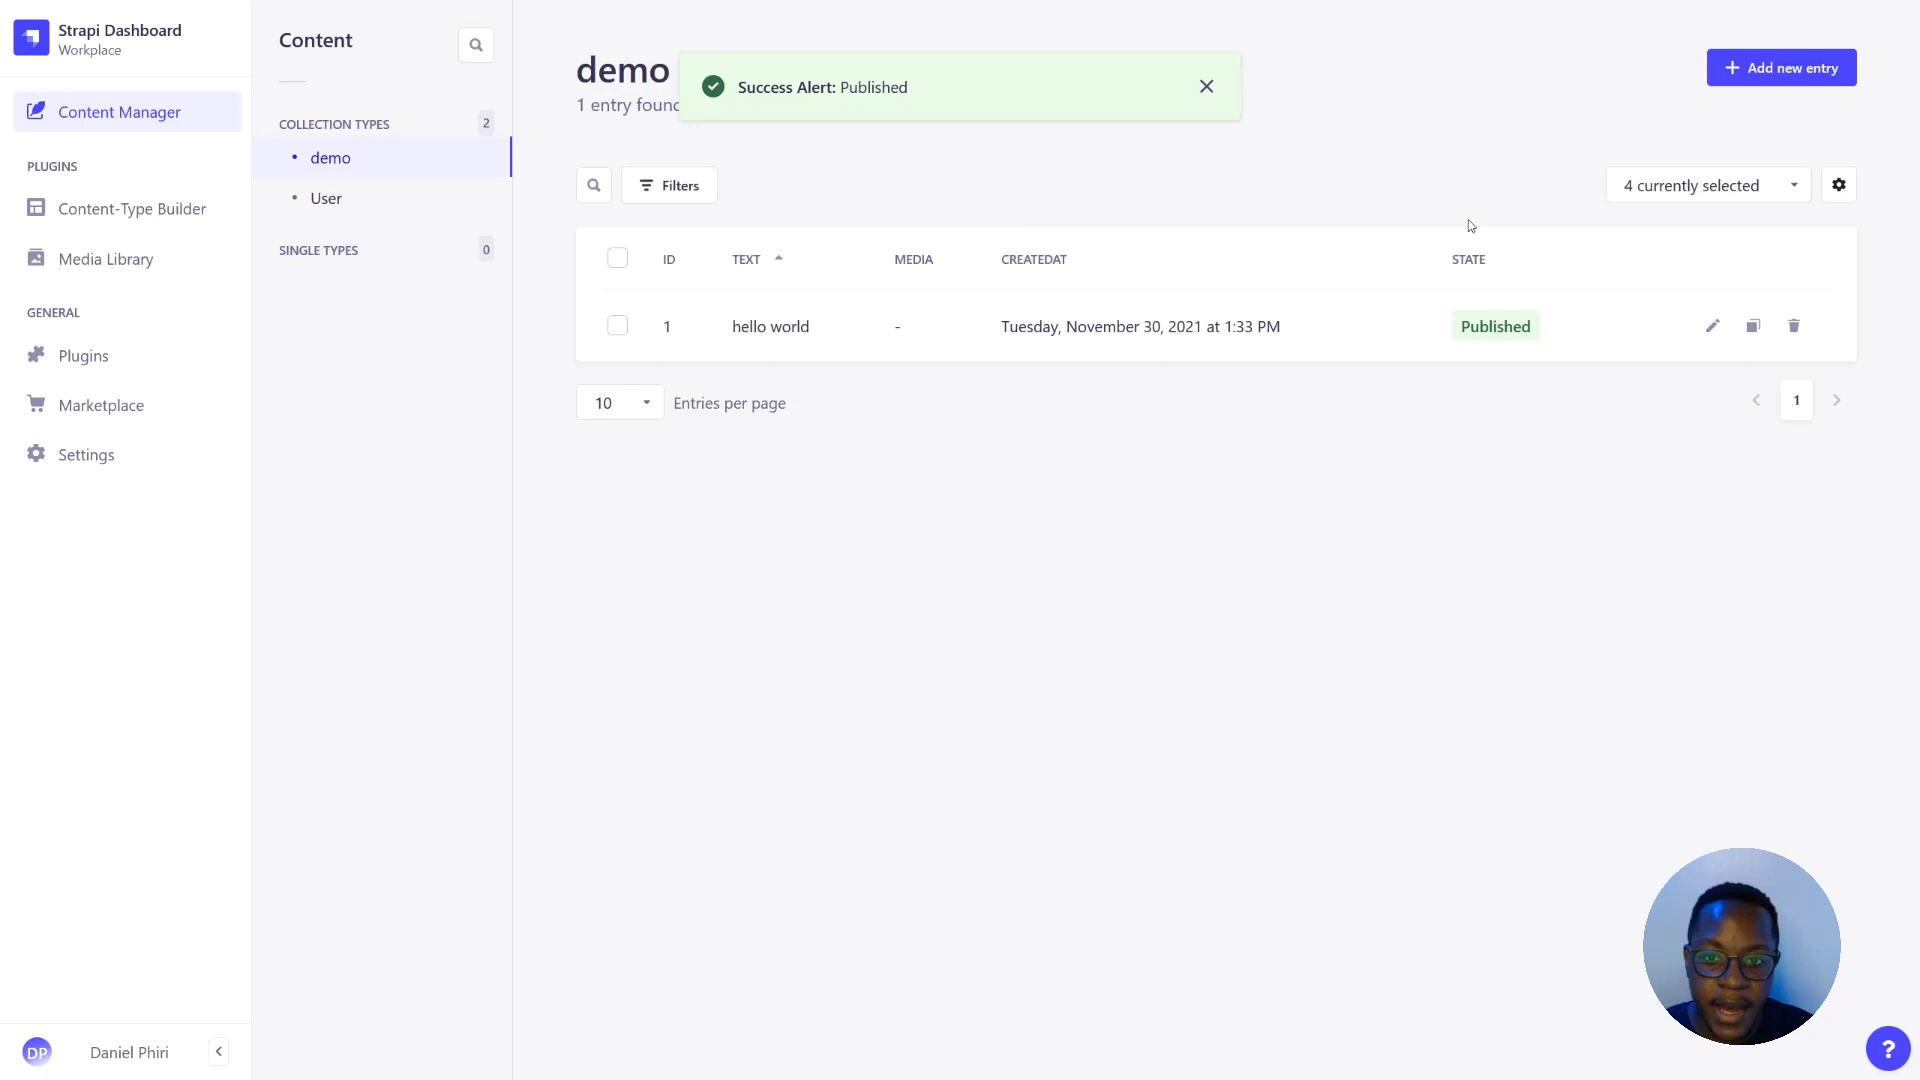 Strapi Dashboard
Workplace
Content Manager
PLUGINS
Content-Type Builder
Media Library
GENERAL
Plugins
Marketplace
Settings
DP
Daniel Phiri
Content
COLLECTION TYPES 2
demo
User
SINGLE TYPES 0
demo
1 entry found
Success Alert: Published
Add new entry
Filters
4 currently selected
ID TEXT MEDIA CREATEDAT STATE
1 hello world - Tuesday, November 30, 2021 at 1:33 PM Published
10 Entries per page
1
?